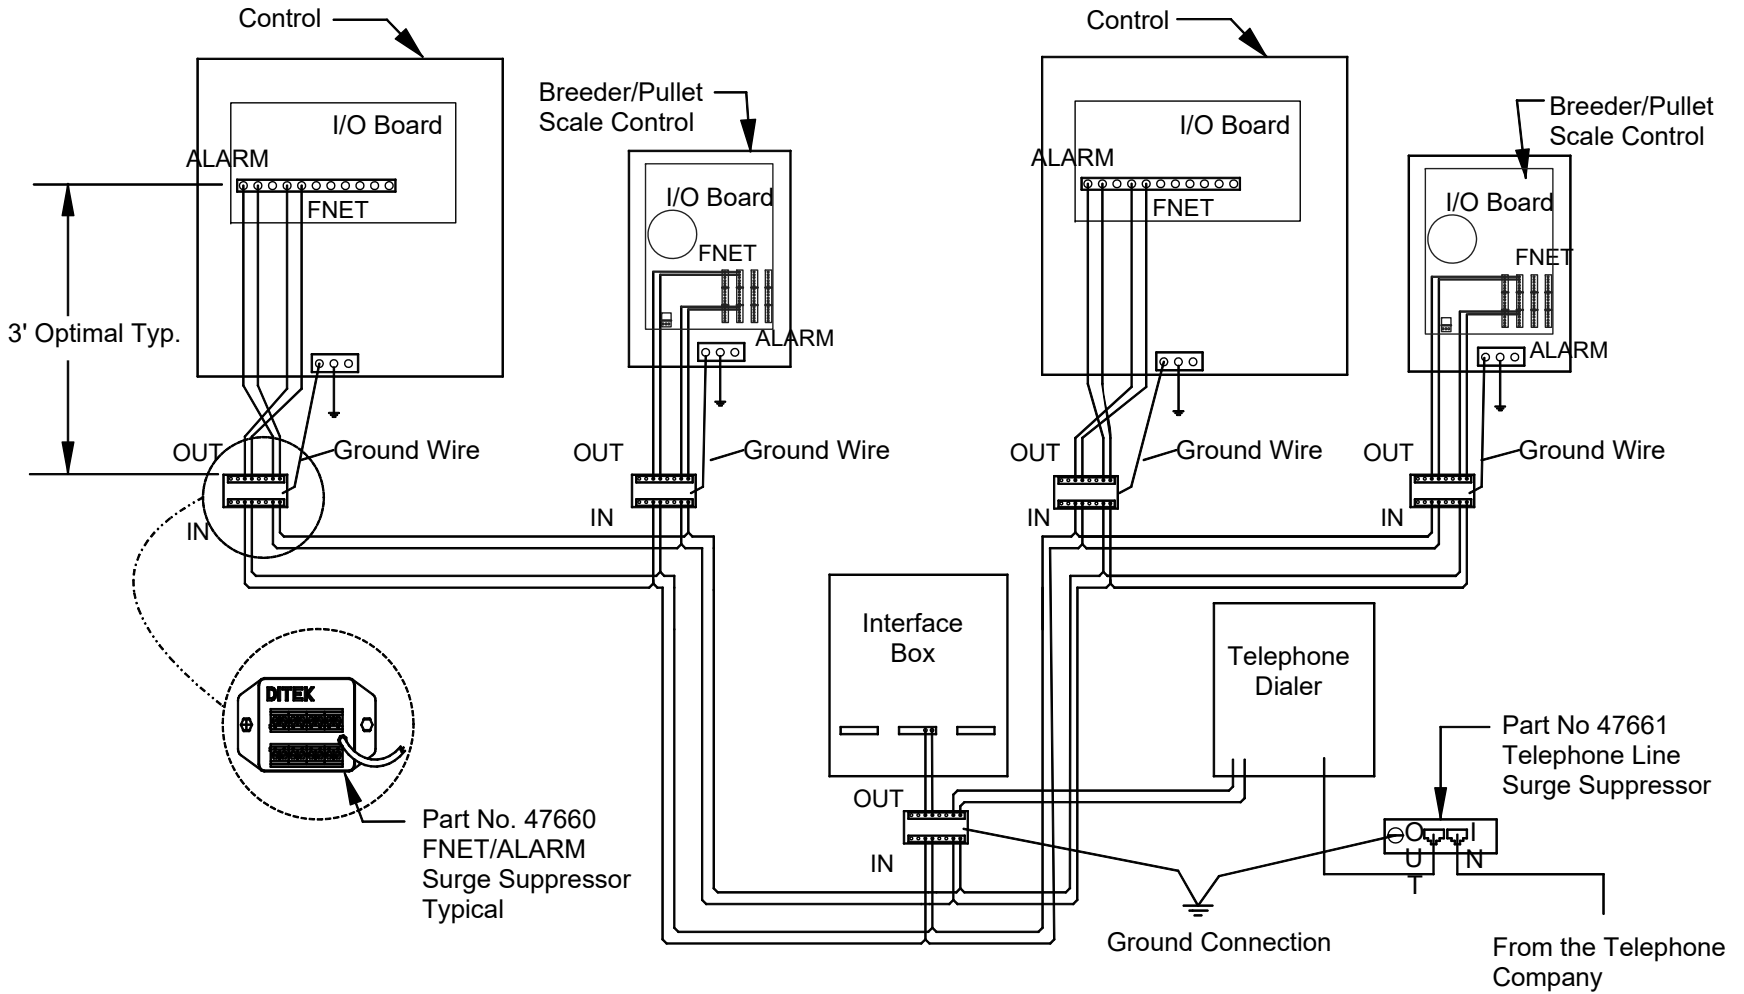 Control
Control
Breeder/Pullet
Scale Control
Breeder/Pullet
Scale Control
I/O Board
ALARM
FNET
I/O Board
FNET
ALARM
I/O Board
ALARM
FNET
I/O Board
FNET
ALARM
3' Optimal Typ.
OUT
Ground Wire
OUT
Ground Wire
OUT
Ground Wire
OUT
Ground Wire
IN
IN
IN
IN
Interface
Box
Telephone
Dialer
DITEK
Part No 47661
Telephone Line
Surge Suppressor
OUT
IN
OUT
IN
Part No. 47660
FNET/ALARM
Surge Suppressor
Typical
Ground Connection
From the Telephone
Company